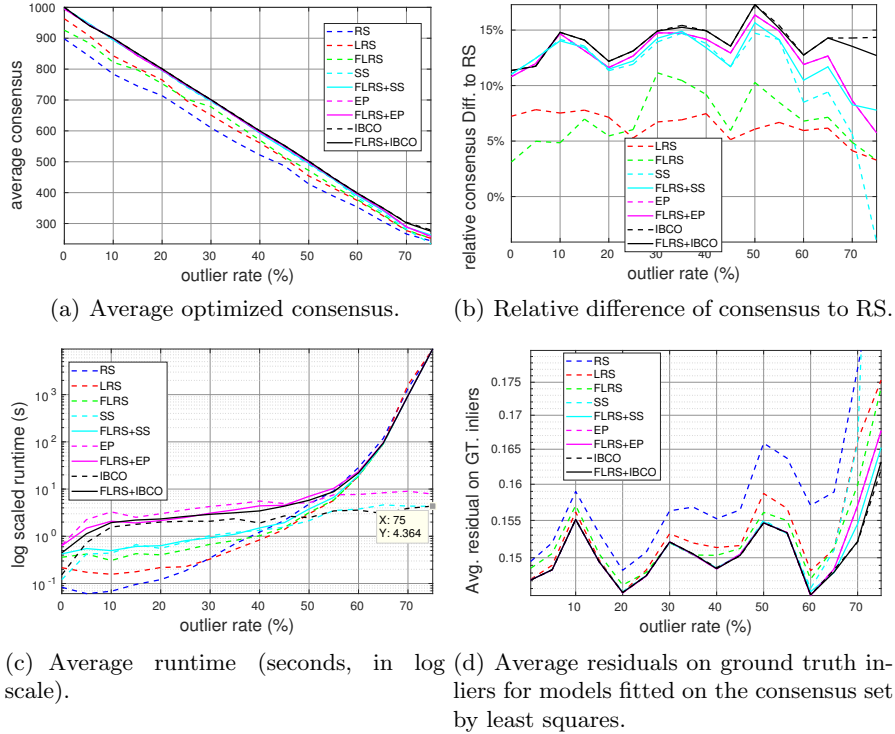 1000
900
800
700
600
500
400
300
average consensus
RS
LRS
FLRS
SS
FLRS+SS
EP
FLRS+EP
IBCO
FLRS+IBCO
0 10 20 30 40 50 60 70
outlier rate (%)
(a) Average optimized consensus.
15%
10%
5%
0%
relative consensus Diff. to RS
LRS
FLRS
SS
FLRS+SS
EP
FLRS+EP
IBCO
FLRS+IBCO
0 10 20 30 40 50 60 70
outlier rate (%)
(b) Relative difference of consensus to RS.
10^3
10^2
10^1
10^0
10^-1
log scaled runtime (s)
RS
LRS
FLRS
SS
FLRS+SS
EP
FLRS+EP
IBCO
FLRS+IBCO
X: 75
Y: 4.364
0 10 20 30 40 50 60 70
outlier rate (%)
(c) Average runtime (seconds, in log
scale).
0.175
0.17
0.165
0.16
0.155
0.15
Avg. residual on GT. inliers
RS
LRS
FLRS
SS
FLRS+SS
EP
FLRS+EP
IBCO
FLRS+IBCO
10 20 30 40 50 60 70
outlier rate (%)
(d) Average residuals on ground truth in-
liers for models fitted on the consensus set
by least squares.